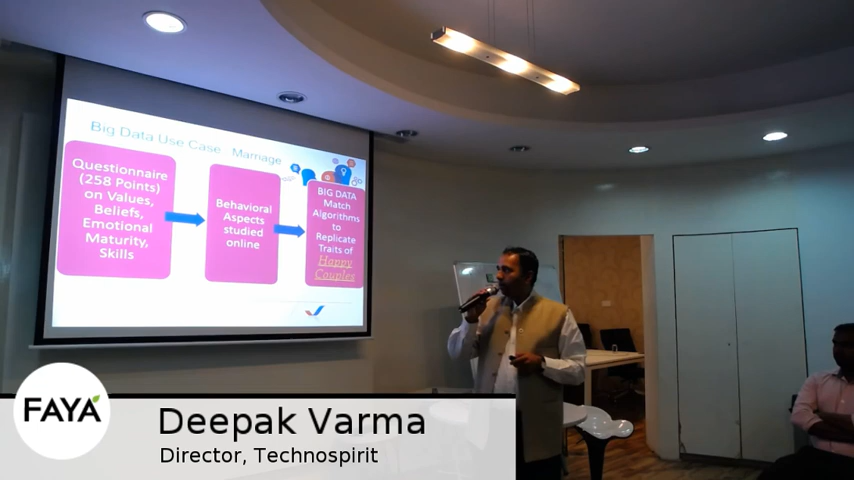 Big Data Use Case Marriage
Questionnaire
(258 Points)
on Values,
Beliefs,
Emotional
Maturity,
Skills
Behavioral
Aspects
studied
online
BIG DATA
Match
Algorithms
to
Replicate
Traits of
Happy
Couples
FAYA
Deepak Varma
Director, Technospirit